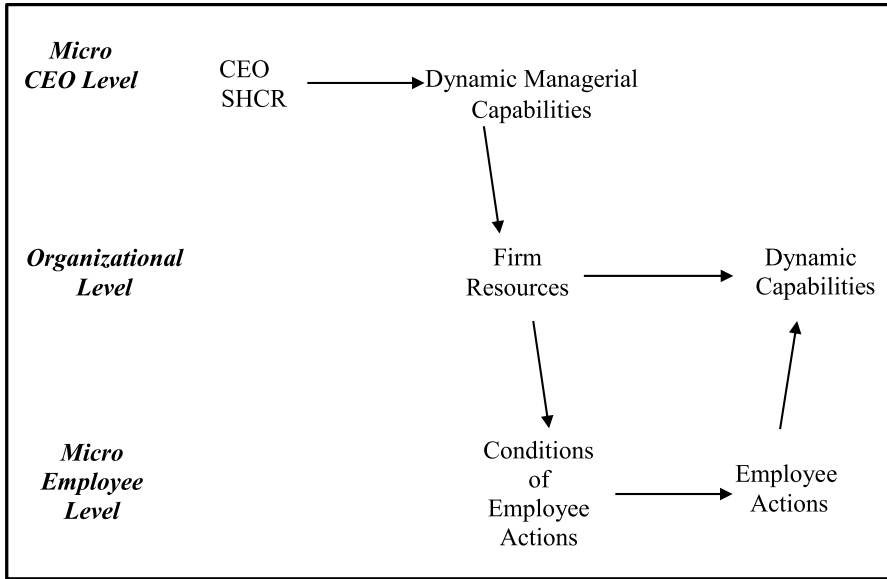 Micro
CEO Level
CEO
SHCR
Dynamic Managerial
Capabilities
Organizational
Level
Firm
Resources
Dynamic
Capabilities
Micro
Employee
Level
Conditions
of
Employee
Actions
Employee
Actions